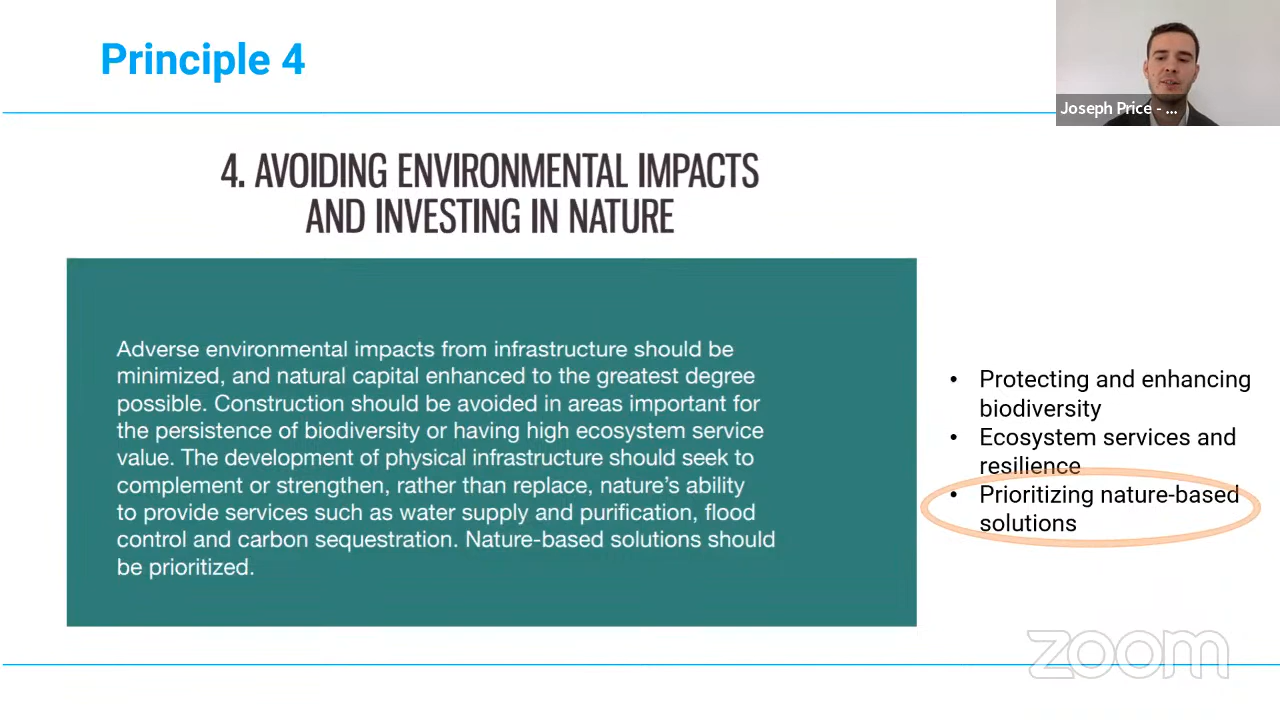 Principle 4
Joseph Price - ...
4. AVOIDING ENVIRONMENTAL IMPACTS
AND INVESTING IN NATURE
Adverse environmental impacts from infrastructure should be
minimized, and natural capital enhanced to the greatest degree
possible. Construction should be avoided in areas important for
the persistence of biodiversity or having high ecosystem service
value. The development of physical infrastructure should seek to
complement or strengthen, rather than replace, nature's ability
to provide services such as water supply and purification, flood
control and carbon sequestration. Nature-based solutions should
be prioritized.
• Protecting and enhancing
biodiversity
• Ecosystem services and
resilience
• Prioritizing nature-based
solutions
zoom